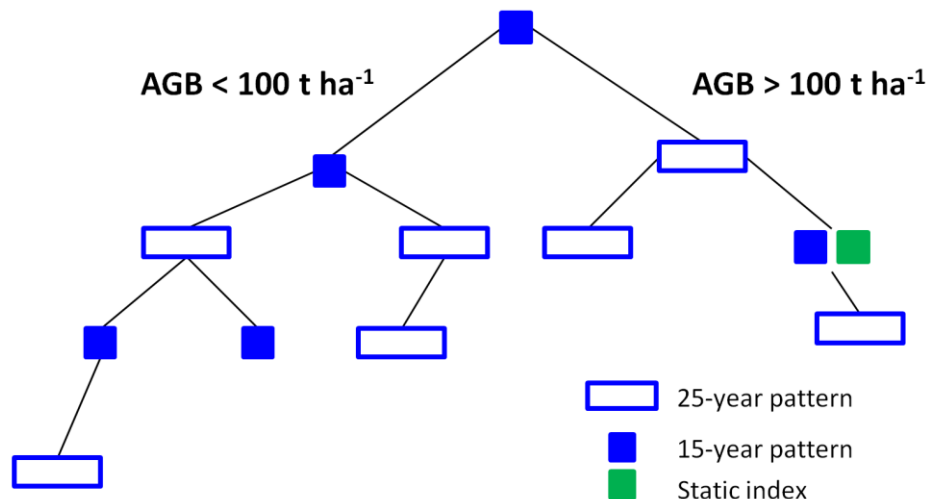 AGB < 100 t ha⁻¹
AGB > 100 t ha⁻¹
25-year pattern
15-year pattern
Static index